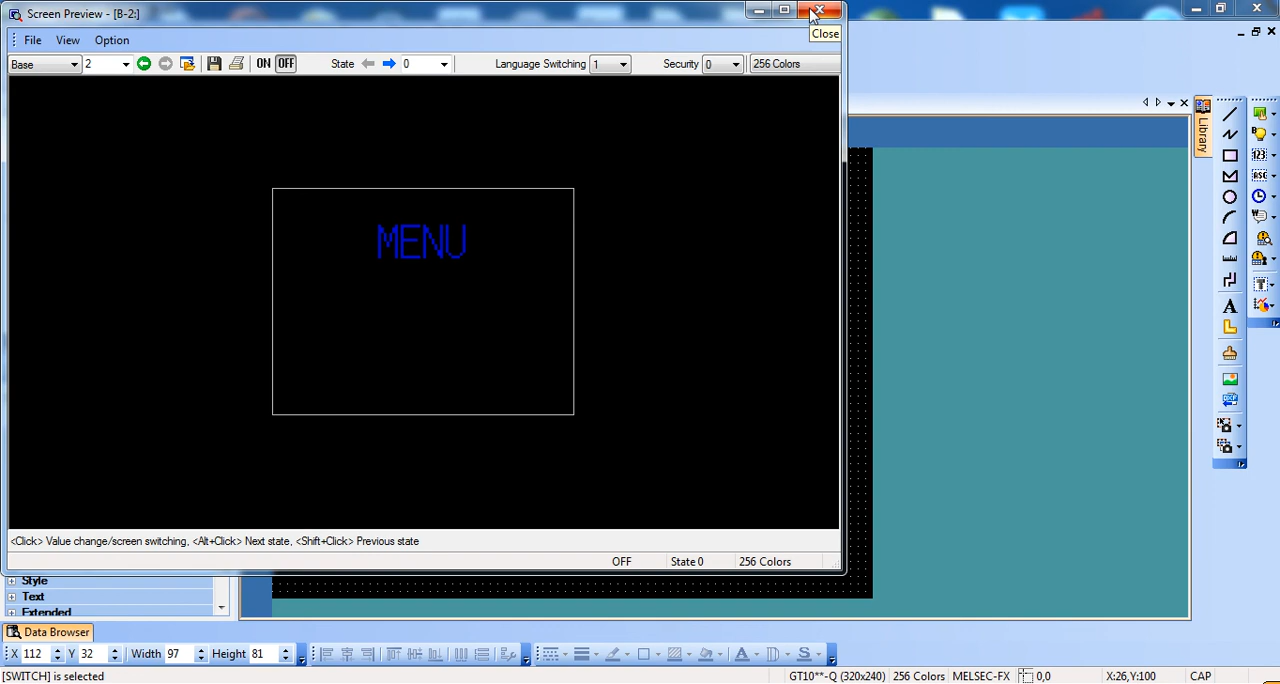 Screen Preview - [B-2:]
Close
File View Option
Base 2 ON OFF State 0 Language Switching 1 Security 0 256 Colors
Library
123
ASC
MENU
<Click> Value change/screen switching, <Alt+Click> Next state, <Shift+Click> Previous state
OFF State 0 256 Colors
Style
Text
Extended
Data Browser
X 112 Y 32 Width 97 Height 81
[SWITCH] is selected GT10**-Q (320x240) 256 Colors MELSEC-FX 0,0 X:26,Y:100 CAP